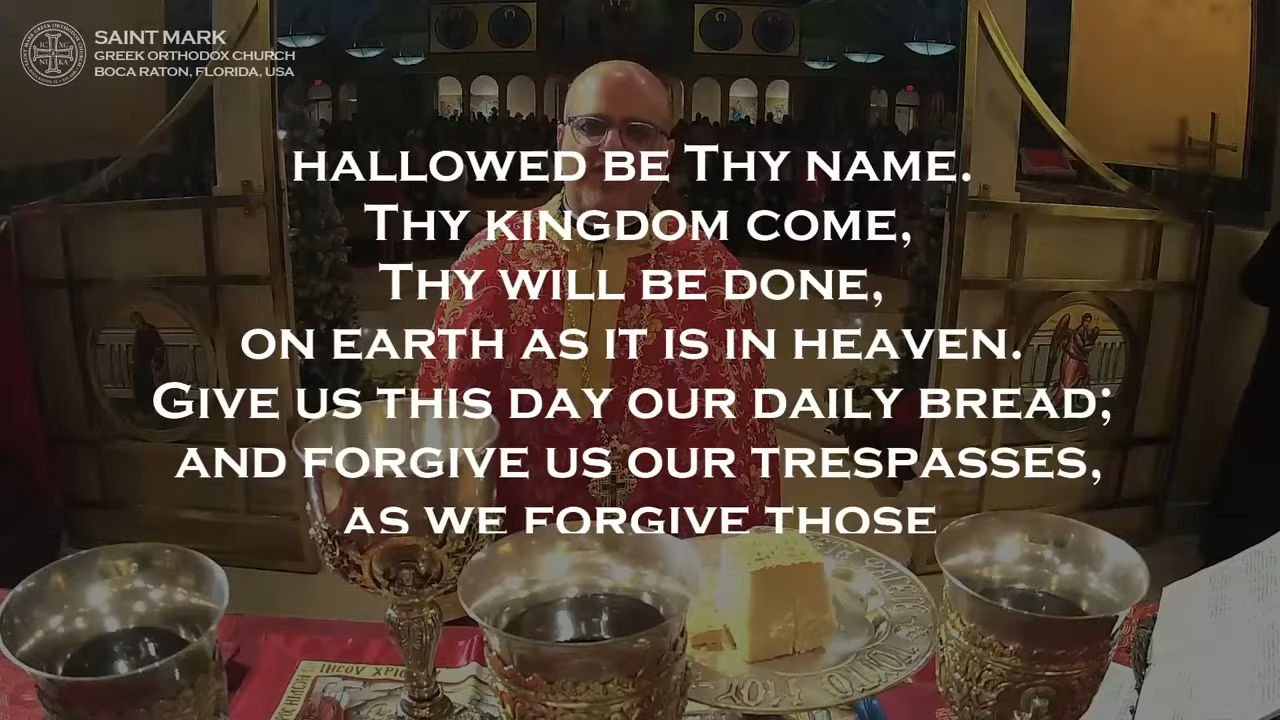 SAINT MARK
GREEK ORTHODOX CHURCH
BOCA RATON, FLORIDA, USA
HALLOWED BE THY NAME.
THY KINGDOM COME,
THY WILL BE DONE,
ON EARTH AS IT IS IN HEAVEN.
GIVE US THIS DAY OUR DAILY BREAD;
AND FORGIVE US OUR TRESPASSES,
AS WE FORGIVE THOSE
ΙΗCΟΥ ΧΡΙC